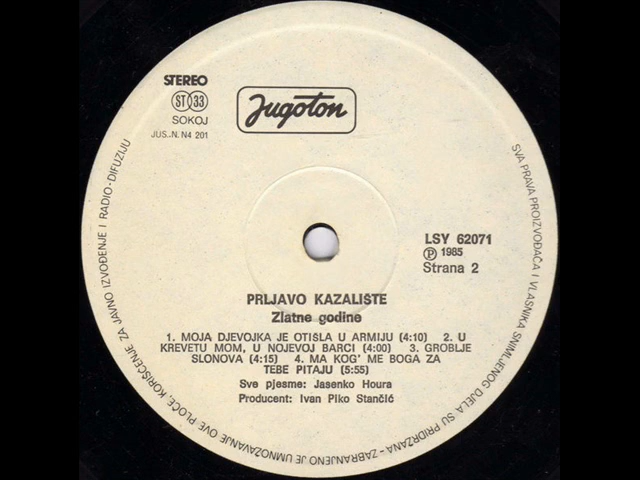 STEREO
ST 33
SOKOJ
JUS. N. N4 201
Jugoton
LSY 62071
Ⓟ 1985
Strana 2
PRLJAVO KAZALIŠTE
Zlatne godine
1. MOJA DJEVOJKA JE OTIŠLA U ARMIJU (4:10) 2. U
KREVETU MOM, U NOJEVOJ BARCI (4:00) 3. GROBLJE
SLONOVA (4:15) 4. MA KOG' ME BOGA ZA
TEBE PITAJU (5:55)
Sve pjesme: Jasenko Houra
Producent: Ivan Piko Stančić
SVA PRAVA PROIZVOĐAČA I VLASNIKA SNIMLJENOG DJELA SU PRIDRŽANA - ZABRANJENO JE UMNOŽAVANJE OVE PLOČE, KORIŠĆENJE ZA JAVNO IZVOĐENJE I RADIO-DIFUZIJU